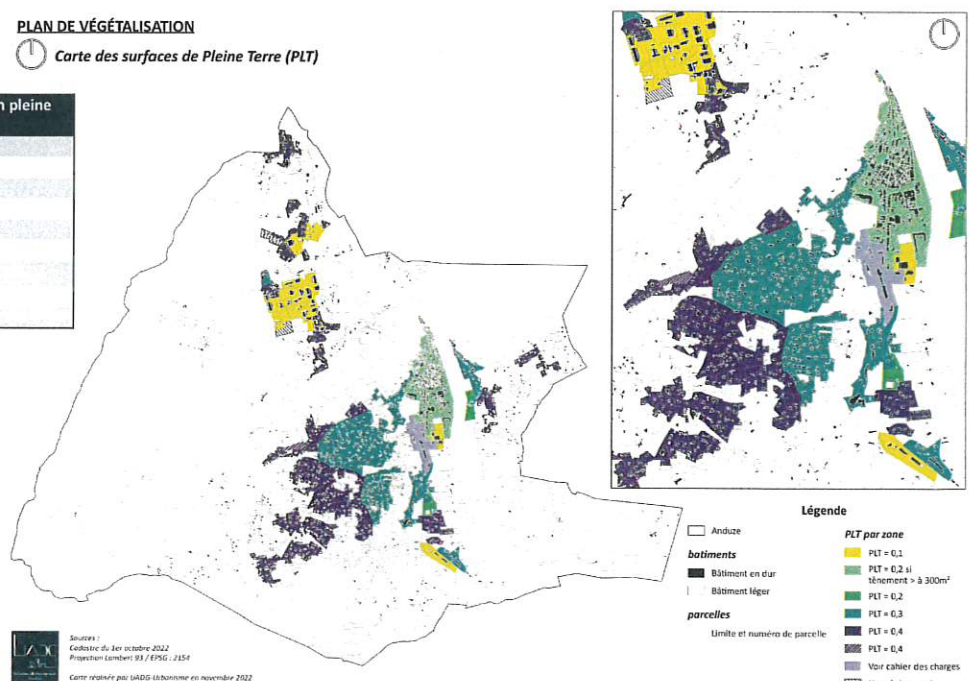 PLAN DE VÉGÉTALISATION
Carte des surfaces de Pleine Terre (PLT)
n pleine
Légende
Anduze
batiments
Bâtiment en dur
Bâtiment léger
parcelles
Limite et numéro de parcelle
PLT par zone
PLT = 0,1
PLT = 0,2 si
tènement > à 300m²
PLT = 0,2
PLT = 0,3
PLT = 0,4
PLT = 0,4
Voir cahier des charges
Sources :
Cadastre du 1er octobre 2022
Projection Lambert 93 / EPSG : 2154
Carte réalisée par UADG-Urbanisme en novembre 2022